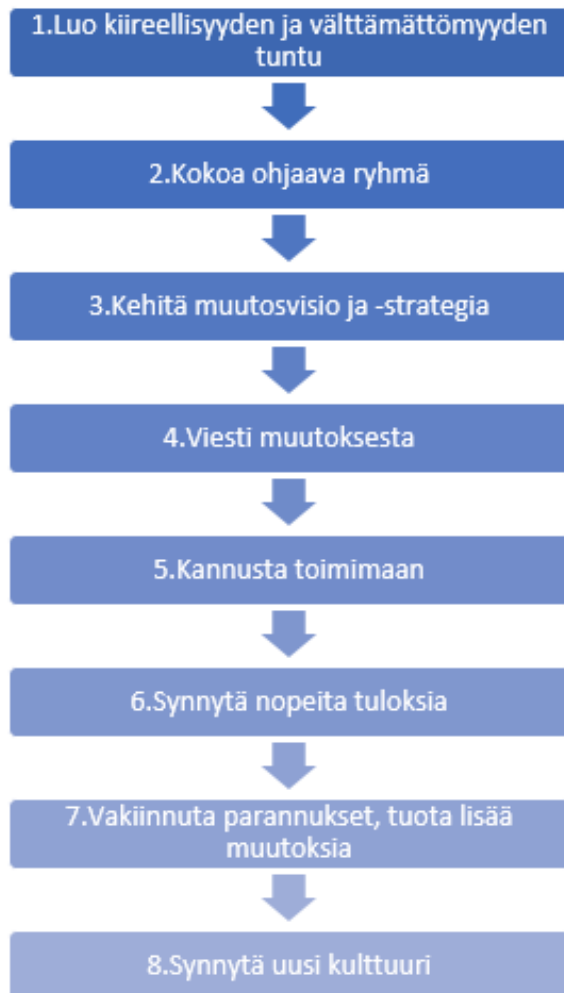 1.Luo kiireellisyyden ja välttämättömyyden
tuntu
2.Kokoa ohjaava ryhmä
3.Kehitä muutosvisio ja -strategia
4.Viesti muutoksesta
5.Kannusta toimimaan
6.Synnytä nopeita tuloksia
7.Vakiinnuta parannukset, tuota lisää
muutoksia
8.Synnytä uusi kulttuuri